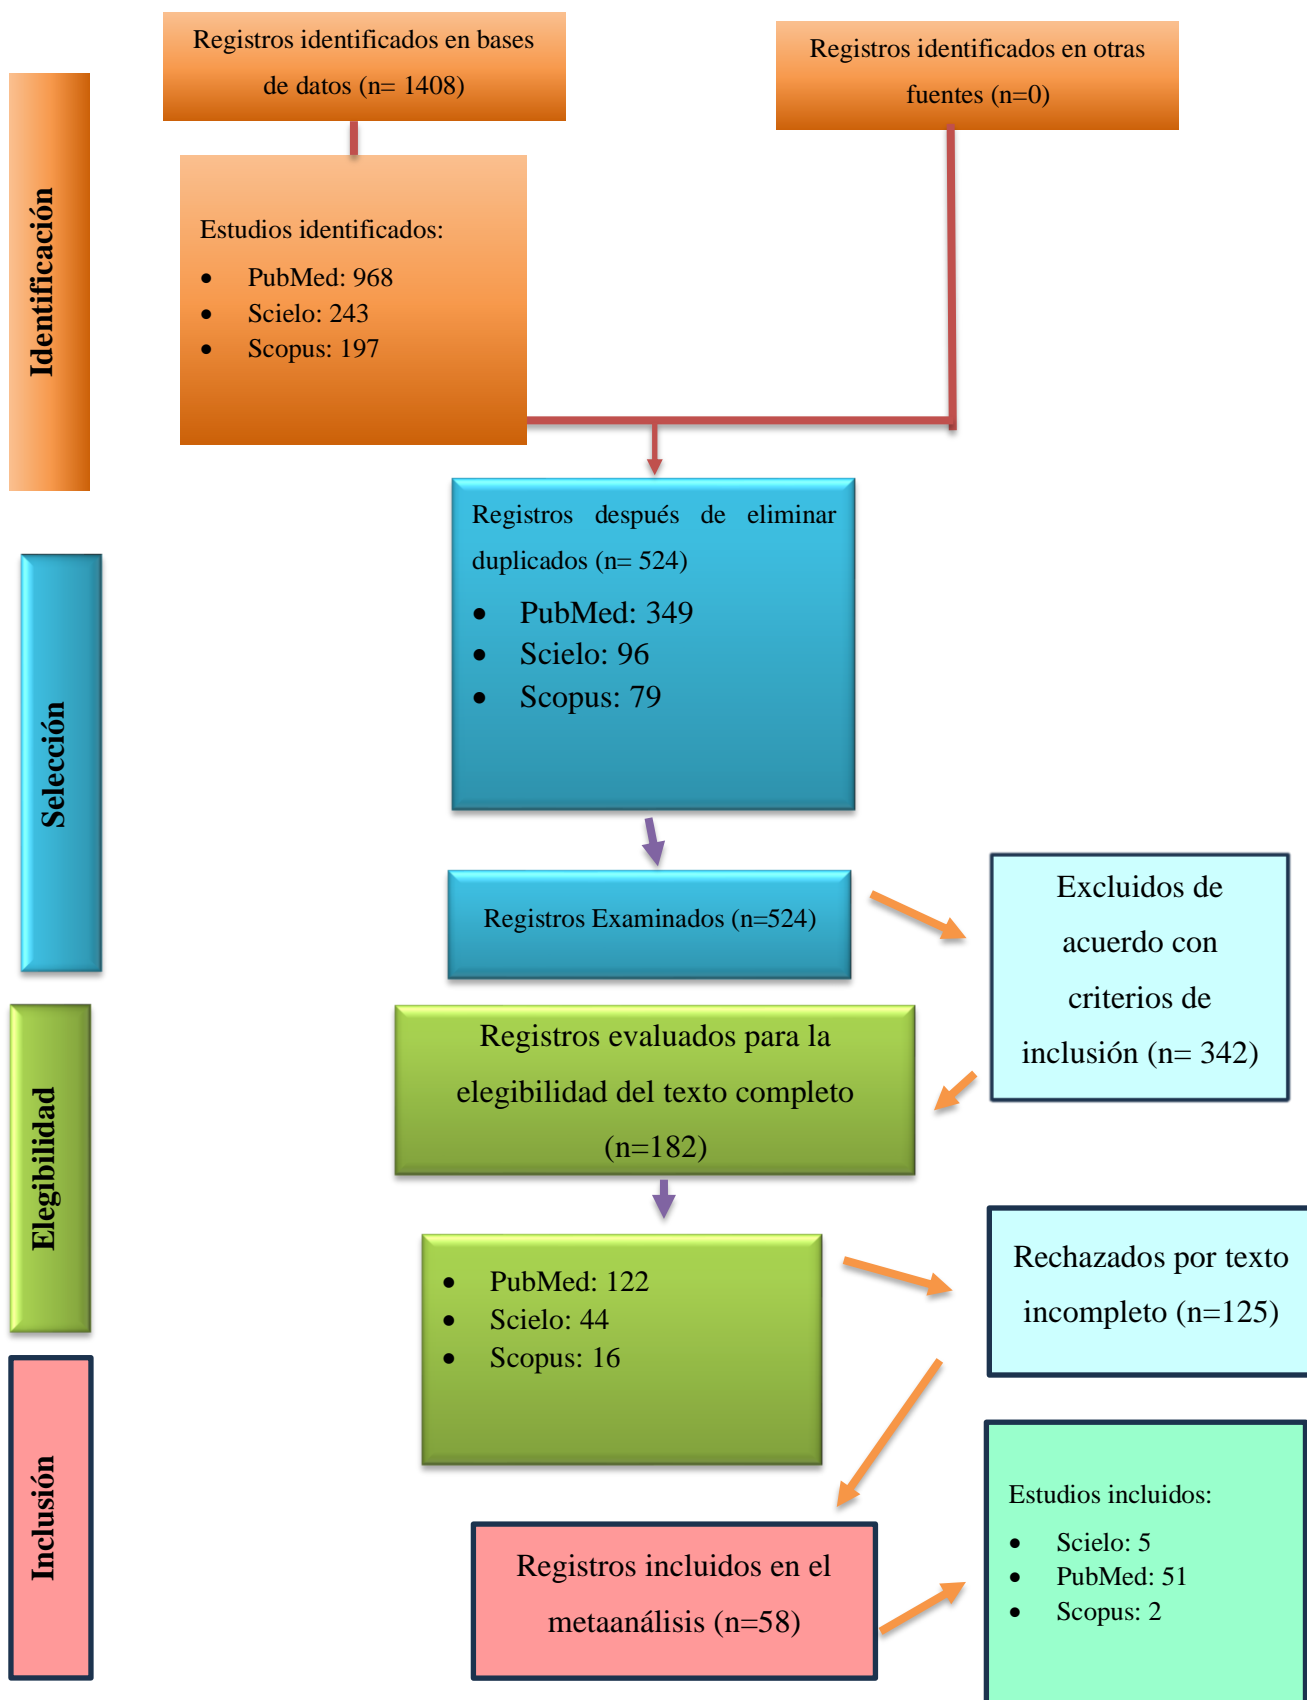 Registros identificados en bases
de datos (n= 1408)
Registros identificados en otras
fuentes (n=0)
Identificación
Estudios identificados:
• PubMed: 968
• Scielo: 243
• Scopus: 197
Selección
Registros después de eliminar
duplicados (n= 524)
• PubMed: 349
• Scielo: 96
• Scopus: 79
Registros Examinados (n=524)
Excluidos de
acuerdo con
criterios de
inclusión (n= 342)
Elegibilidad
Registros evaluados para la
elegibilidad del texto completo
(n=182)
• PubMed: 122
• Scielo: 44
• Scopus: 16
Rechazados por texto
incompleto (n=125)
Inclusión
Registros incluidos en el
metaanálisis (n=58)
Estudios incluidos:
• Scielo: 5
• PubMed: 51
• Scopus: 2